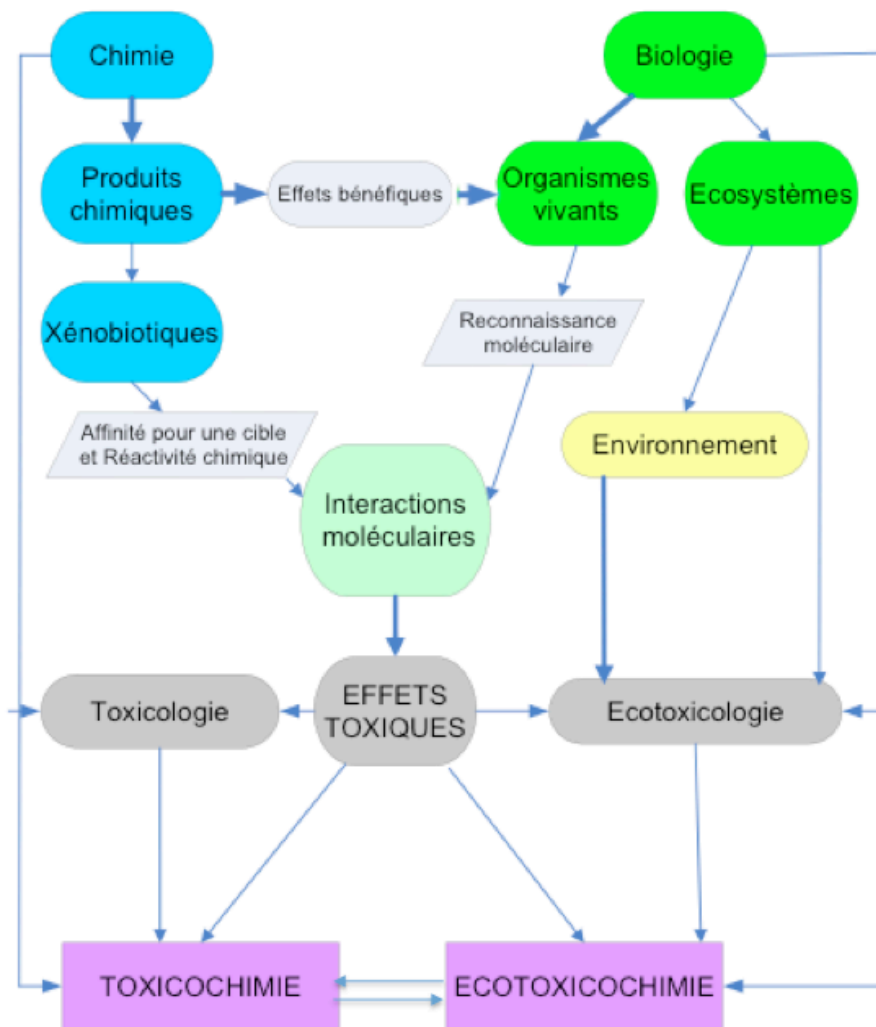 Chimie
Biologie
Produits
chimiques
Effets bénéfiques
Organismes
vivants
Ecosystèmes
Xénobiotiques
Reconnaissance
moléculaire
Affinité pour une cible
et Réactivité chimique
Environnement
Interactions
moléculaires
Toxicologie
EFFETS
TOXIQUES
Ecotoxicologie
TOXICOCHIMIE
ECOTOXICOCHIMIE